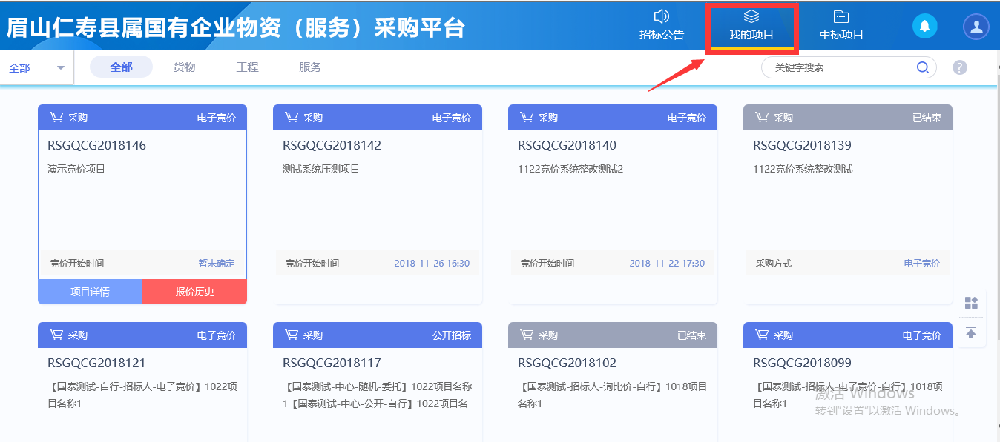 眉山仁寿县属国有企业物资（服务）采购平台
招标公告
我的项目
中标项目
全部
全部
货物
工程
服务
关键字搜索
?
采购 电子竞价
RSGQCG2018146
演示竞价项目
竞价开始时间 暂未确定
项目详情 报价历史
采购 电子竞价
RSGQCG2018142
测试系统压测项目
竞价开始时间 2018-11-26 16:30
采购 电子竞价
RSGQCG2018140
1122竞价系统整改测试2
竞价开始时间 2018-11-22 17:30
采购 已结束
RSGQCG2018139
1122竞价系统整改测试
采购方式 电子竞价
采购 电子竞价
RSGQCG2018121
【国泰测试-自行-招标人-电子竞价】1022项
目名称1
采购 公开招标
RSGQCG2018117
【国泰测试-中心-随机-委托】1022项目名称
1【国泰测试-中心-公开-自行】1022项目名
采购 已结束
RSGQCG2018102
【国泰测试-招标人-询比价-自行】1018项目
名称1
采购 电子竞价
RSGQCG2018099
【国泰测试-招标人-电子竞价-自行】1018项
目名称1
激活 Windows
转到“设置”以激活 Windows。